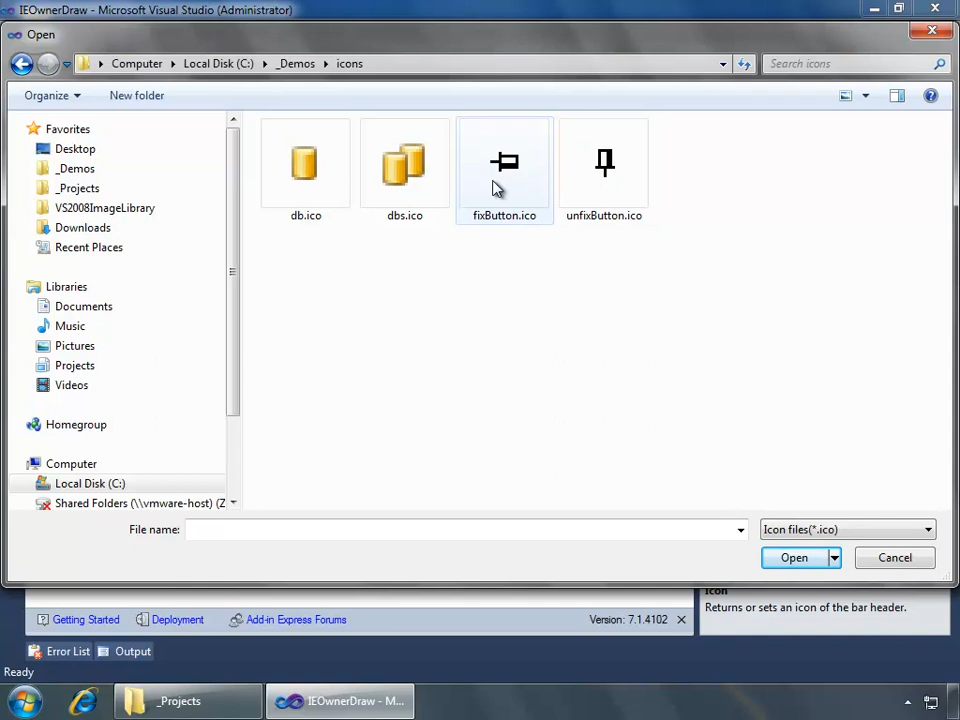 IEOwnerDraw - Microsoft Visual Studio (Administrator)
Open
Computer
Local Disk (C:)
_Demos
icons
Search icons
Organize
New folder
Favorites
Desktop
_Demos
_Projects
VS2008ImageLibrary
Downloads
Recent Places
Libraries
Documents
Music
Pictures
Projects
Videos
Homegroup
Computer
Local Disk (C:)
Shared Folders (\\vmware-host) (Z
db.ico
dbs.ico
fixButton.ico
unfixButton.ico
File name:
Icon files(*.ico)
Open
Cancel
Icon
Returns or sets an icon of the bar header.
Getting Started
Deployment
Add-in Express Forums
Version: 7.1.4102
Error List
Output
Ready
_Projects
IEOwnerDraw - M...